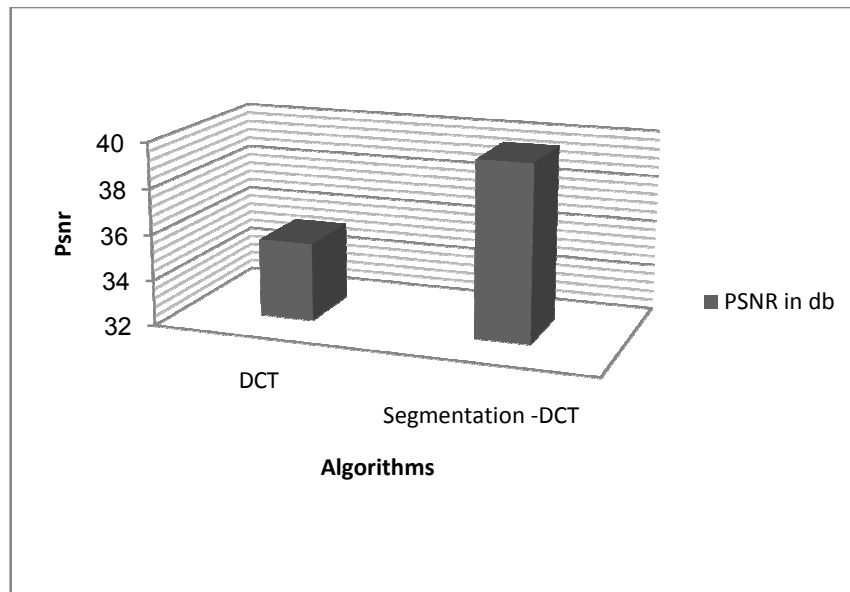 40
38
36
34
32
Psnr
DCT
Segmentation -DCT
Algorithms
PSNR in db